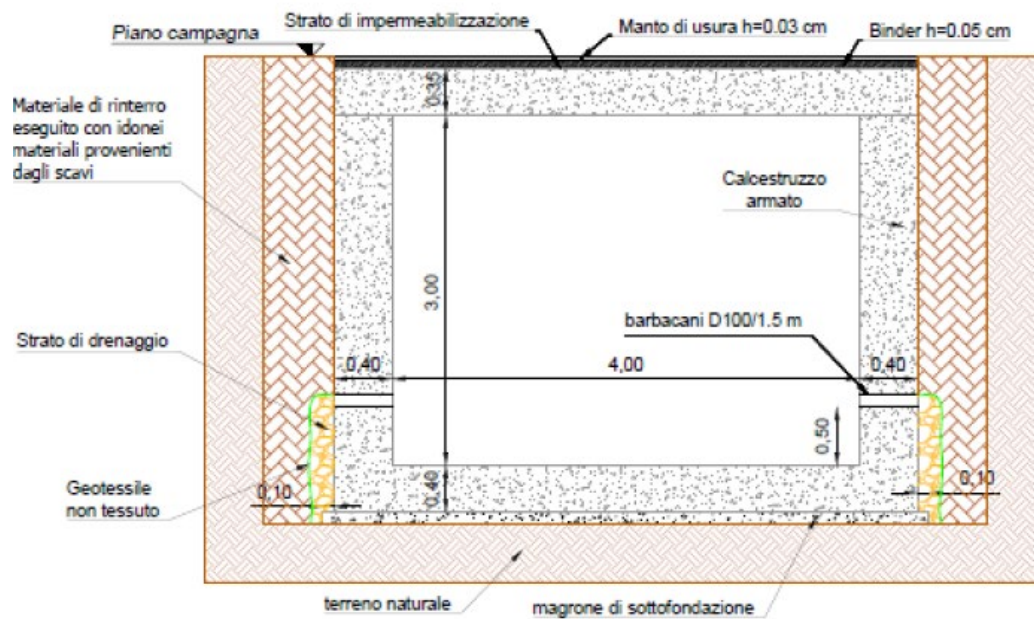 Strato di impermeabilizzazione
Manto di usura h=0.03 cm
Binder h=0.05 cm
Piano campagna
0.35
Materiale di rinterro
eseguito con idonei
materiali provenienti
dagli scavi
Calcestruzzo
armato
3,00
barbacani D100/1.5 m
Strato di drenaggio
0,40
4,00
0,40
0,50
Geotessile
non tessuto
0,10
0,40
0,10
terreno naturale
magrone di sottofondazione